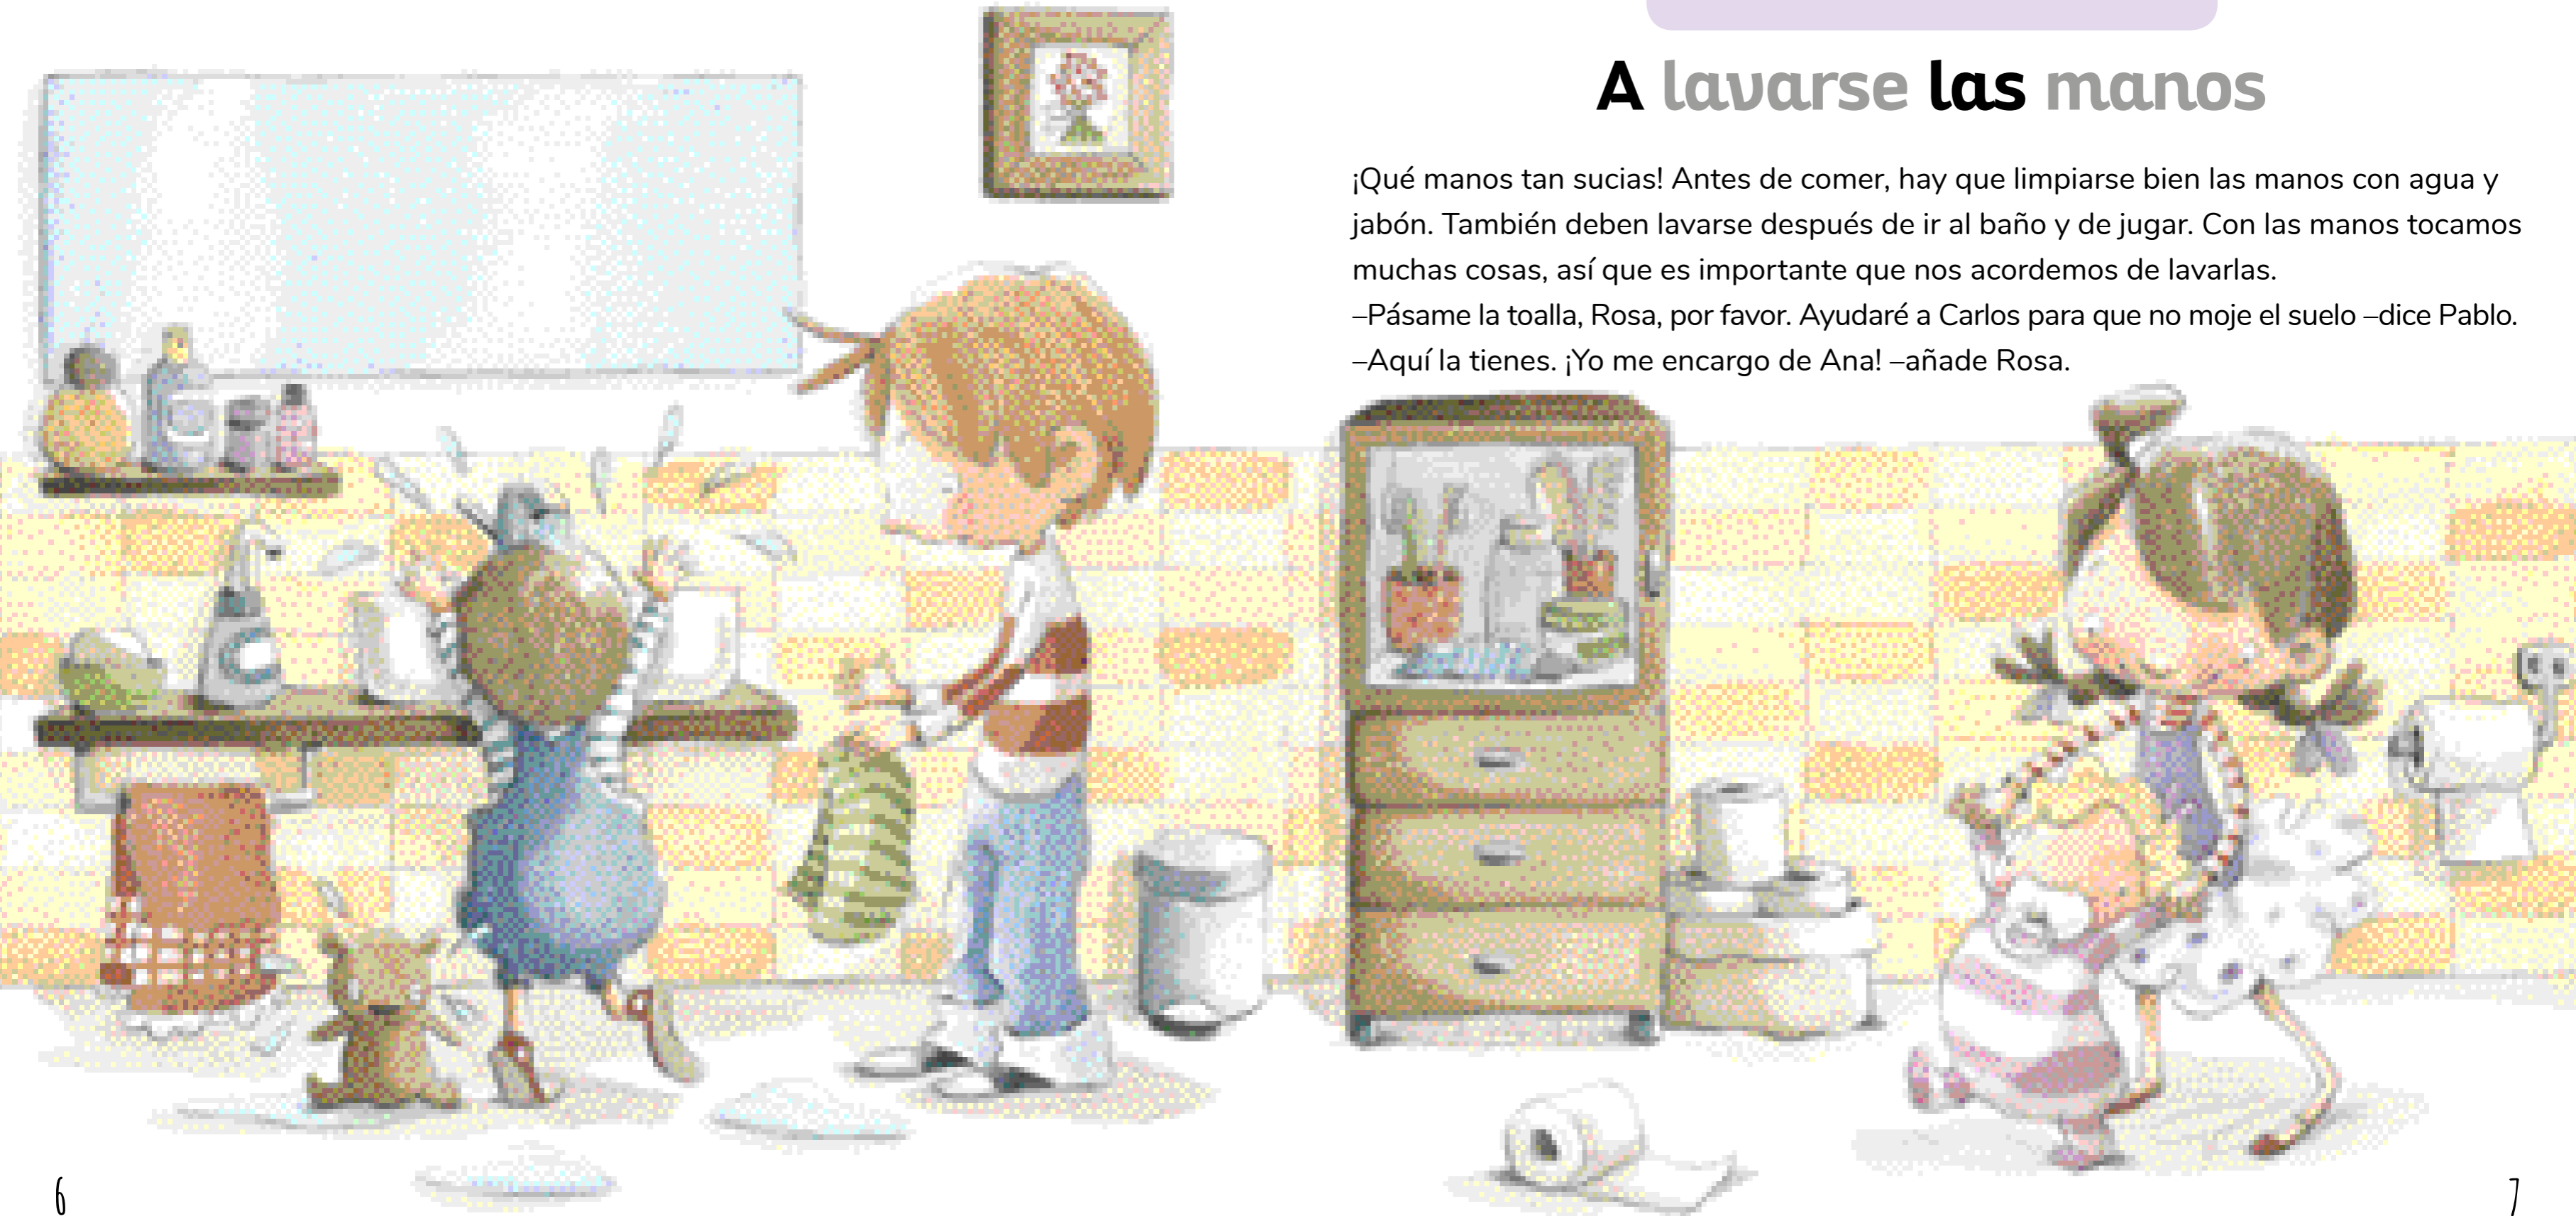 A lavarse las manos
¡Qué manos tan sucias! Antes de comer, hay que limpiarse bien las manos con agua y
jabón. También deben lavarse después de ir al baño y de jugar. Con las manos tocamos
muchas cosas, así que es importante que nos acordemos de lavarlas.
–Pásame la toalla, Rosa, por favor. Ayudaré a Carlos para que no moje el suelo –dice Pablo.
–Aquí la tienes. ¡Yo me encargo de Ana! –añade Rosa.
6
7